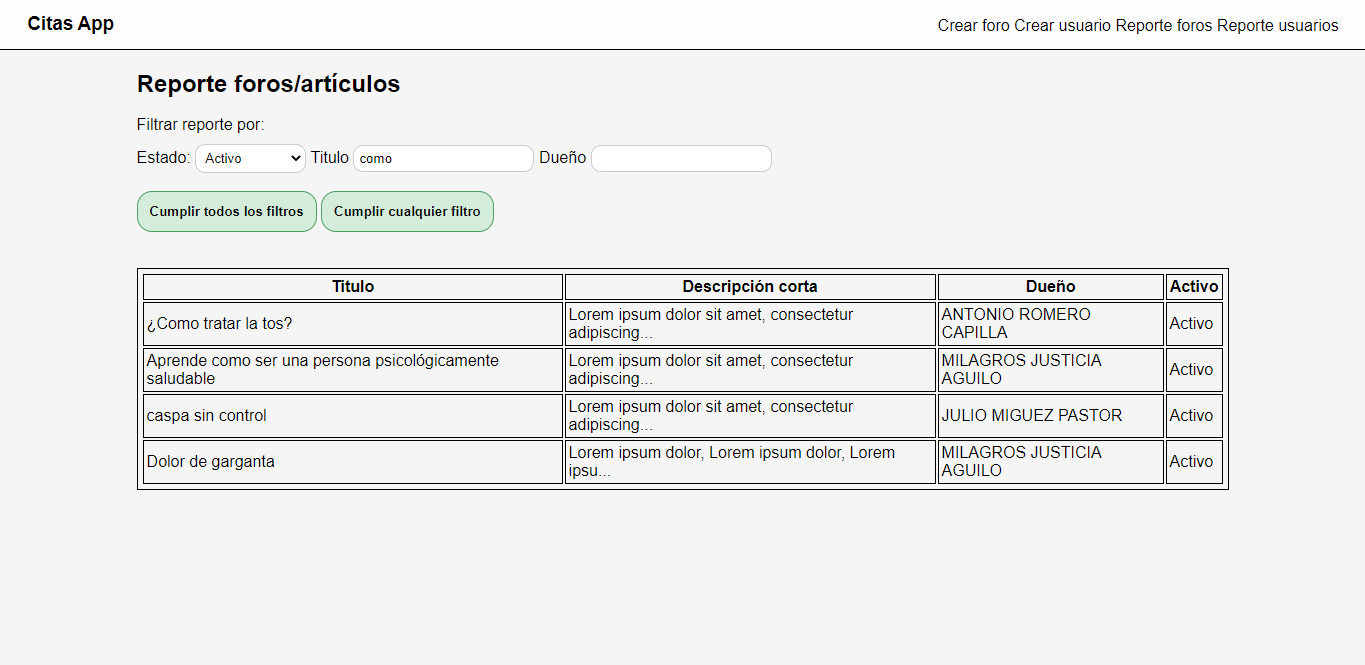 Citas App
Crear foro Crear usuario Reporte foros Reporte usuarios
Reporte foros/artículos
Filtrar reporte por:
Estado: Activo Titulo como Dueño
Cumplir todos los filtros Cumplir cualquier filtro
Titulo Descripción corta Dueño Activo
¿Como tratar la tos?
Lorem ipsum dolor sit amet, consectetur
adipiscing...
ANTONIO ROMERO
CAPILLA
Activo
Aprende como ser una persona psicológicamente
saludable
Lorem ipsum dolor sit amet, consectetur
adipiscing...
MILAGROS JUSTICIA
AGUILO
Activo
caspa sin control
Lorem ipsum dolor sit amet, consectetur
adipiscing...
JULIO MIGUEZ PASTOR
Activo
Dolor de garganta
Lorem ipsum dolor, Lorem ipsum dolor, Lorem
ipsu...
MILAGROS JUSTICIA
AGUILO
Activo